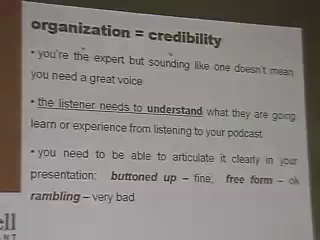 organization = credibility
• you're the expert but sounding like one doesn't mean
you need a great voice
• the listener needs to understand what they are going
learn or experience from listening to your podcast
• you need to be able to articulate it clearly in your
presentation: buttoned up – fine, free form – ok
rambling – very bad
ell